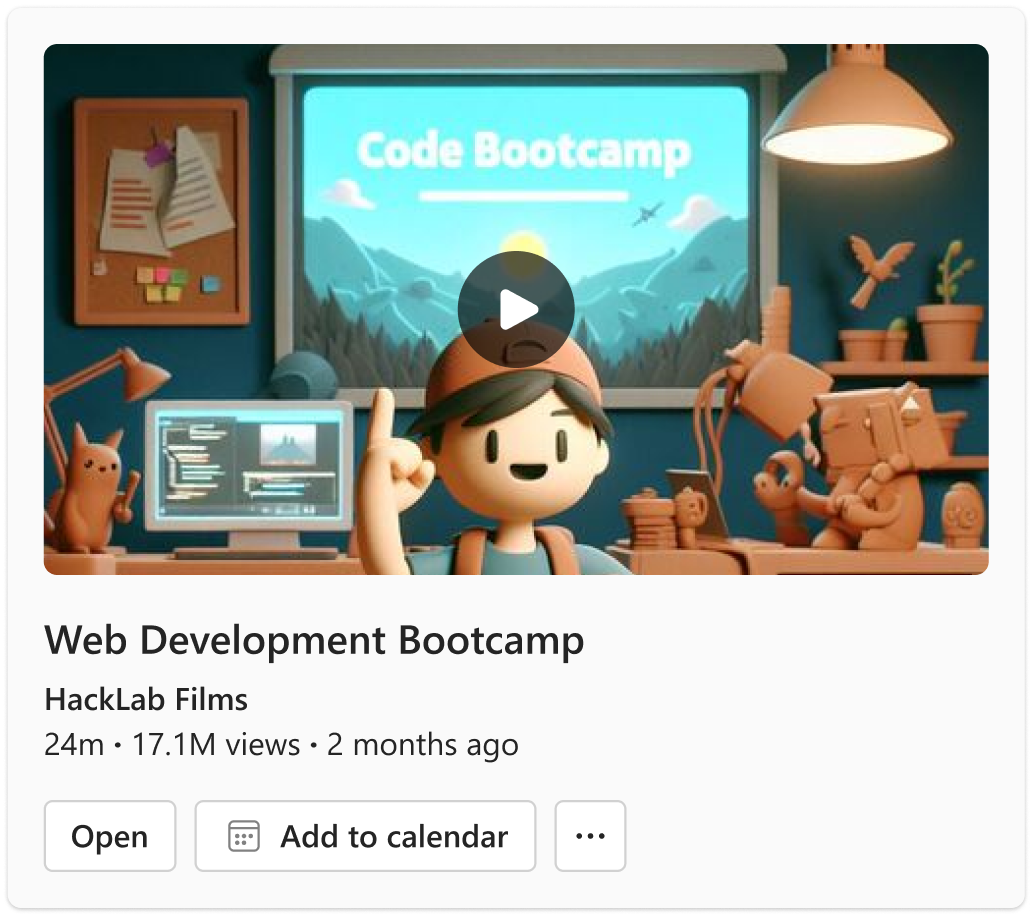 Code Bootcamp
Web Development Bootcamp
HackLab Films
24m • 17.1M views • 2 months ago
Open
Add to calendar